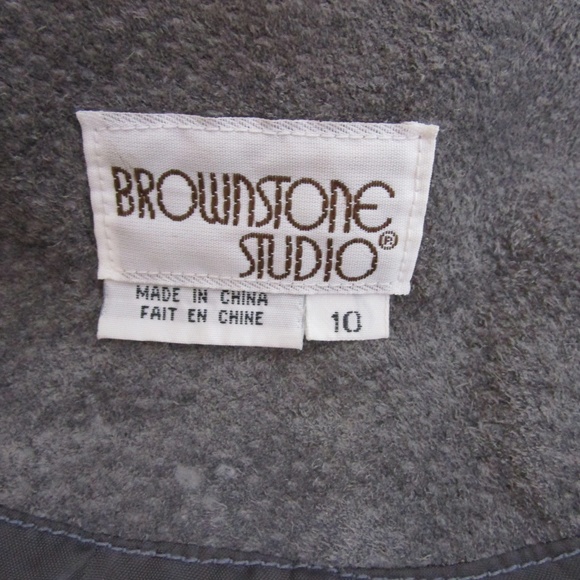 BROWNSTONE
STUDIO®
MADE IN CHINA
FAIT EN CHINE
10